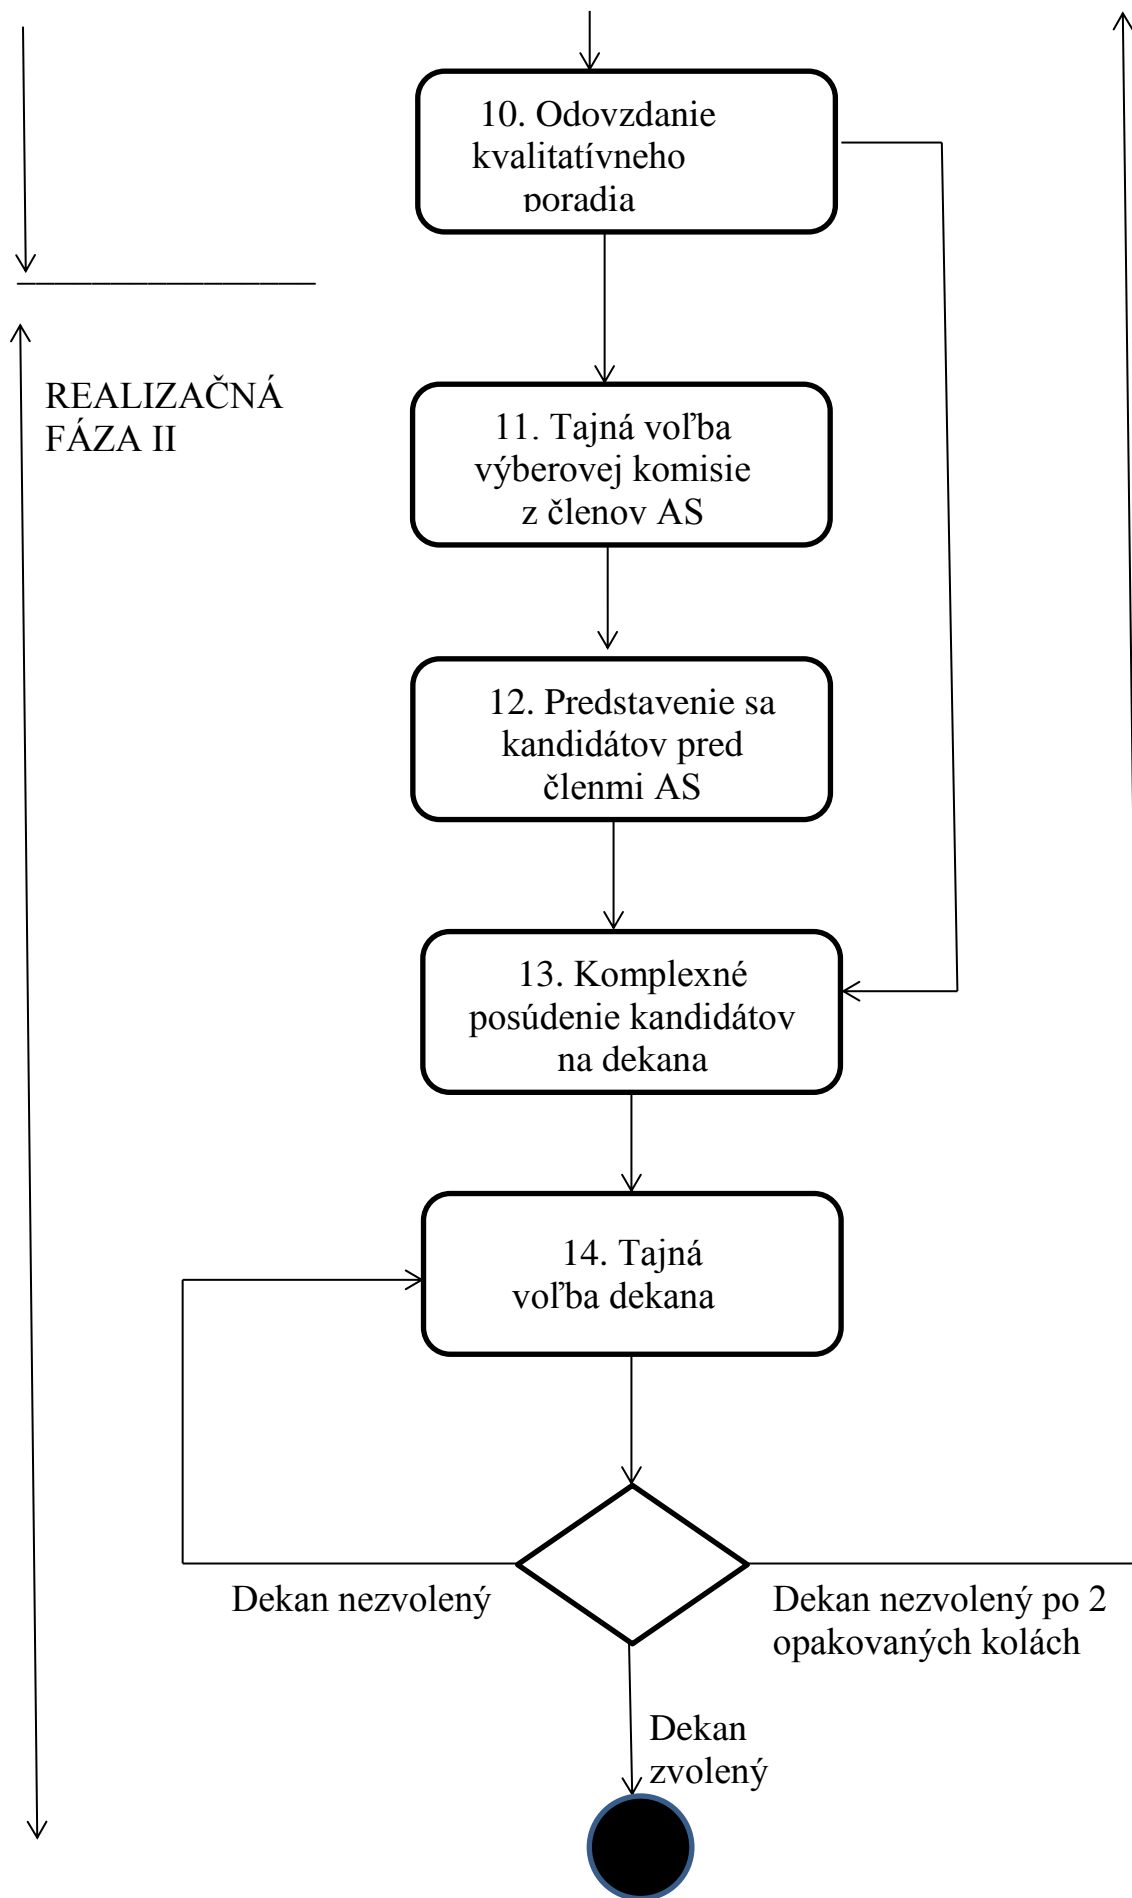 10. Odovzdanie
kvalitatívneho
poradia
REALIZAČNÁ
FÁZA II
11. Tajná voľba
výberovej komisie
z členov AS
12. Predstavenie sa
kandidátov pred
členmi AS
13. Komplexné
posúdenie kandidátov
na dekana
14. Tajná
voľba dekana
Dekan nezvolený
Dekan nezvolený po 2
opakovaných kolách
Dekan
zvolený